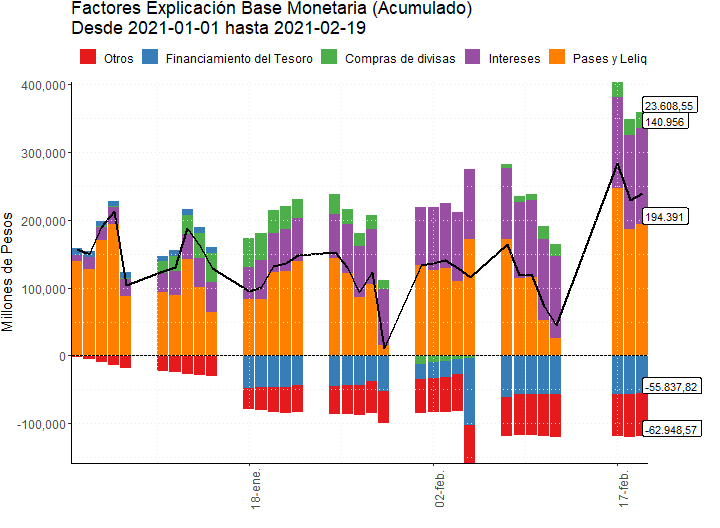 Factores Explicación Base Monetaria (Acumulado)
Desde 2021-01-01 hasta 2021-02-19
Otros Financiamiento del Tesoro Compras de divisas Intereses Pases y Leliq
Millones de Pesos
400,000
300,000
200,000
100,000
0
-100,000
23.608,55
140.956
194.391
-55.837,82
-62.948,57
18-ene.
02-feb.
17-feb.